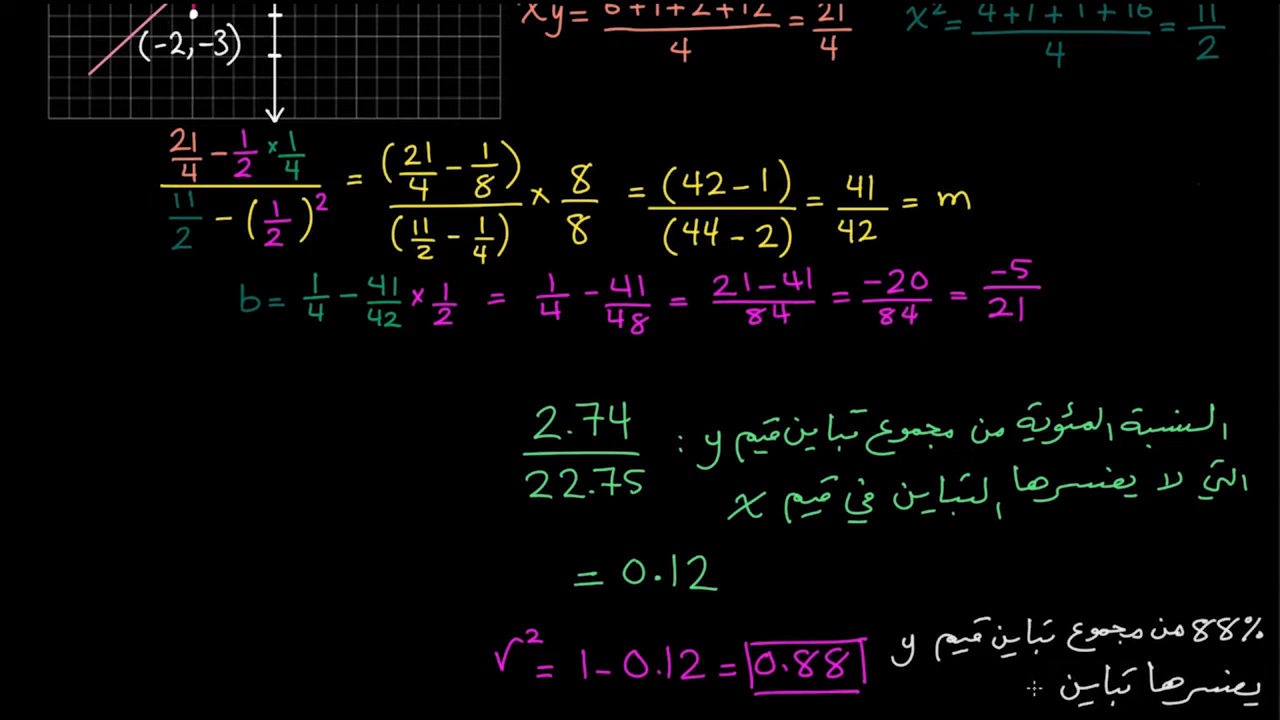 (-2,-3)
xy = (6+1+2+12)/4 = 21/4
x² = (4+1+1+16)/4 = 11/2
(21/4 - 1/2 × 1/4)/(11/2 - (1/2)²) = (21/4 - 1/8)/(11/2 - 1/4) × 8/8 = (42-1)/(44-2) = 41/42 = m
b = 1/4 - 41/42 × 1/2 = 1/4 - 41/48 = (21-41)/84 = -20/84 = -5/21
2.74/22.75
النسبة المئوية من مجموع تباين قيم y :
التي لا يفسرها التباين في قيم x
= 0.12
r² = 1 - 0.12 = 0.88
88% من مجموع تباين قيم y
يفسرها تباين